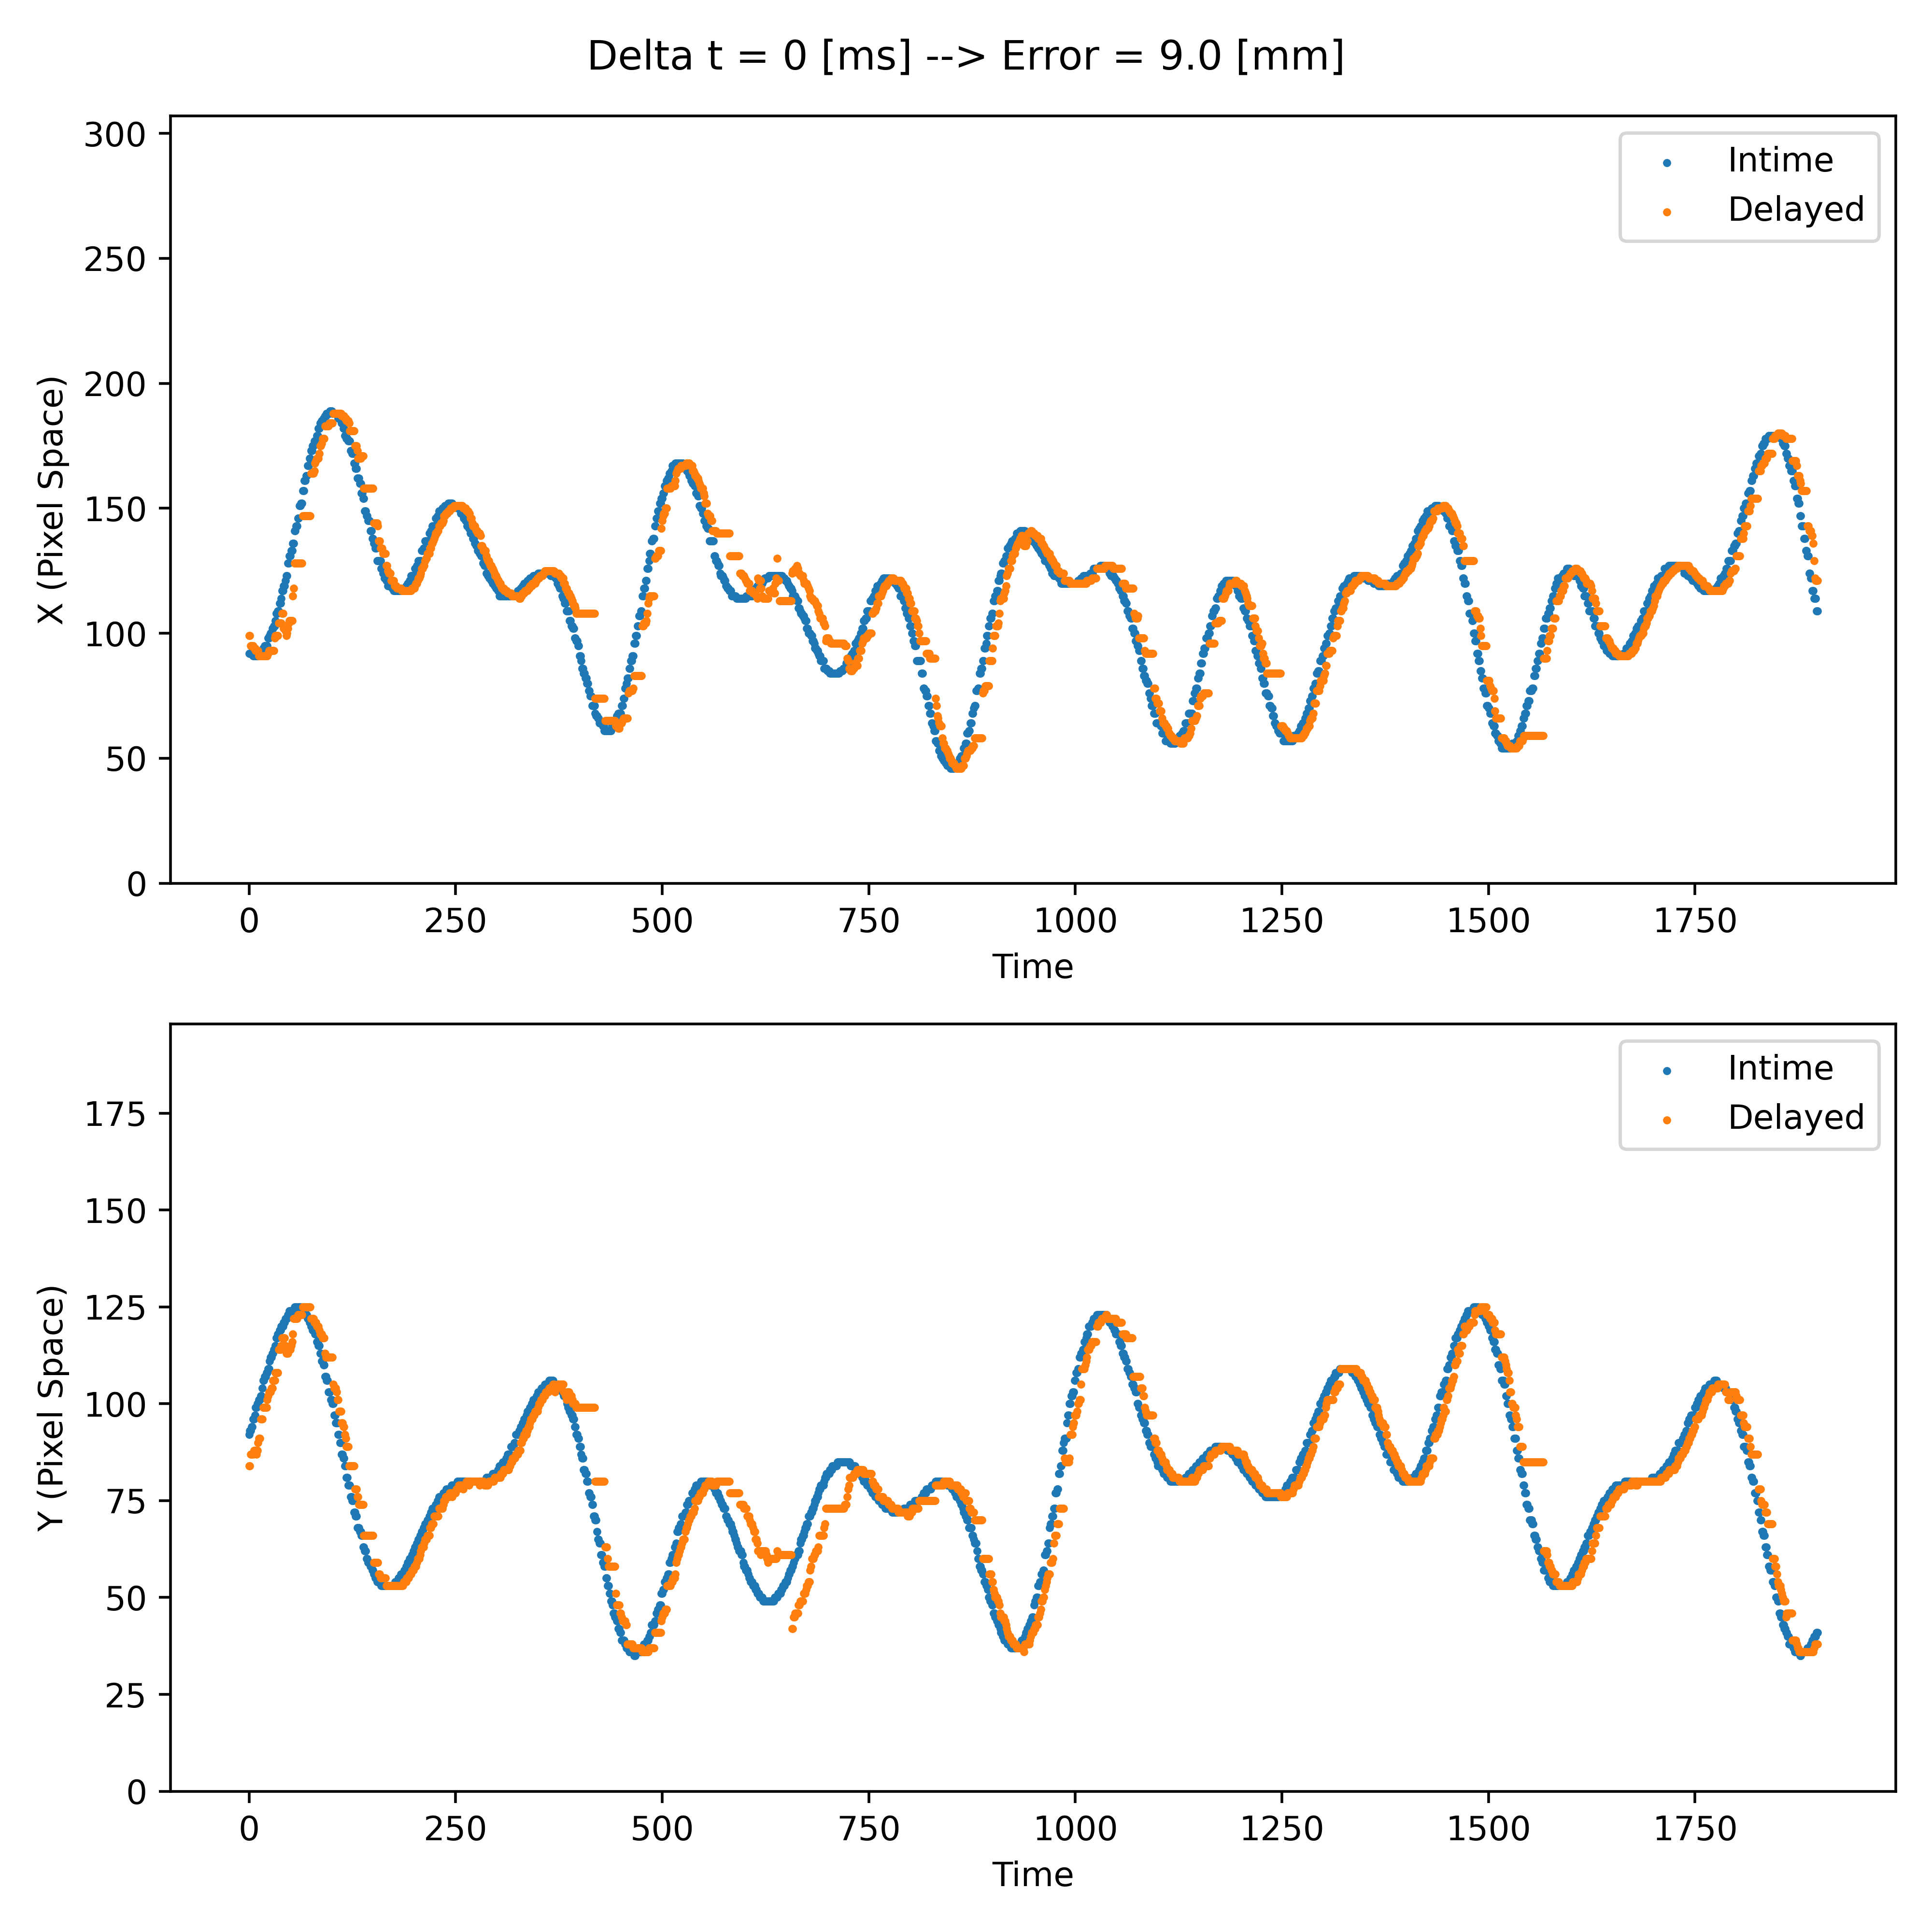 Delta t = 0 [ms] --> Error = 9.0 [mm]
300
250
200
150
100
50
0
X (Pixel Space)
Intime
Delayed
0 250 500 750 1000 1250 1500 1750
Time
175
150
125
100
75
50
25
0
Y (Pixel Space)
Intime
Delayed
0 250 500 750 1000 1250 1500 1750
Time